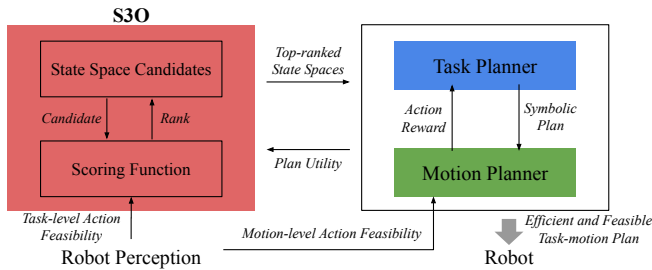 S3O
State Space Candidates
Candidate
Rank
Scoring Function
Task-level Action
Feasibility
Robot Perception
Top-ranked
State Spaces
Plan Utility
Motion-level Action Feasibility
Task Planner
Action
Reward
Symbolic
Plan
Motion Planner
Efficient and Feasible
Task-motion Plan
Robot